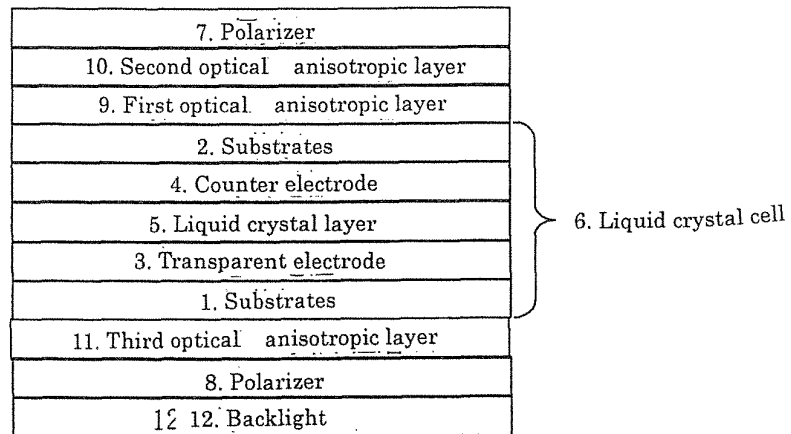 7. Polarizer
10. Second optical anisotropic layer
9. First optical anisotropic layer
2. Substrates
4. Counter electrode
5. Liquid crystal layer
6. Liquid crystal cell
3. Transparent electrode
1. Substrates
11. Third optical anisotropic layer
8. Polarizer
12 12. Backlight